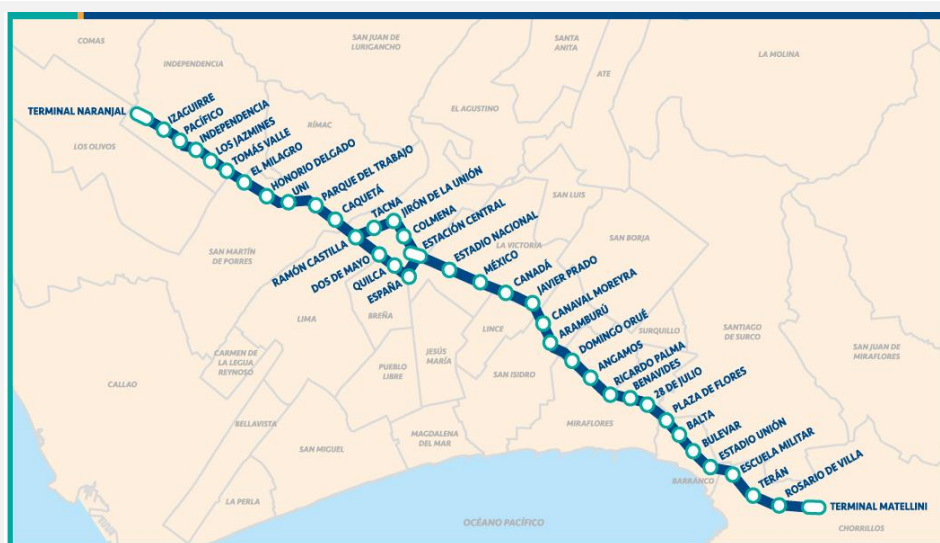 COMAS
SAN JUAN DE
LURIGANCHO
SANTA
ANITA
LA MOLINA
INDEPENDENCIA
ATE
EL AGUSTINO
TERMINAL NARANJAL
IZAGUIRRE
PACÍFICO
INDEPENDENCIA
LOS JAZMINES
TOMÁS VALLE
EL MILAGRO
HONORIO DELGADO
UNI
PARQUE DEL TRABAJO
CAQUETÁ
RÍMAC
LOS OLIVOS
RAMÓN CASTILLA
TACNA
JIRÓN DE LA UNIÓN
COLMENA
DOS DE MAYO
QUILCA
ESPAÑA
ESTACIÓN CENTRAL
ESTADIO NACIONAL
MÉXICO
CANADÁ
JAVIER PRADO
CANAVAL MOREYRA
ARAMBURÚ
DOMINGO ORUÉ
ANGAMOS
RICARDO PALMA
BENAVIDES
28 DE JULIO
PLAZA DE FLORES
BALTA
BULEVAR
ESTADIO UNIÓN
ESCUELA MILITAR
TERÁN
ROSARIO DE VILLA
TERMINAL MATELLINI
SAN LUIS
LA VICTORIA
SAN BORJA
SAN MARTÍN
DE PORRES
LIMA
BREÑA
LINCE
SURQUILLO
SANTIAGO
DE SURCO
SAN JUAN DE
MIRAFLORES
CARMEN DE
LA LEGUA
REYNOSO
JESÚS
MARÍA
PUEBLO
LIBRE
SAN ISIDRO
CALLAO
BELLAVISTA
SAN MIGUEL
MAGDALENA
DEL MAR
MIRAFLORES
BARRANCO
LA PERLA
OCÉANO PACÍFICO
CHORRILLOS